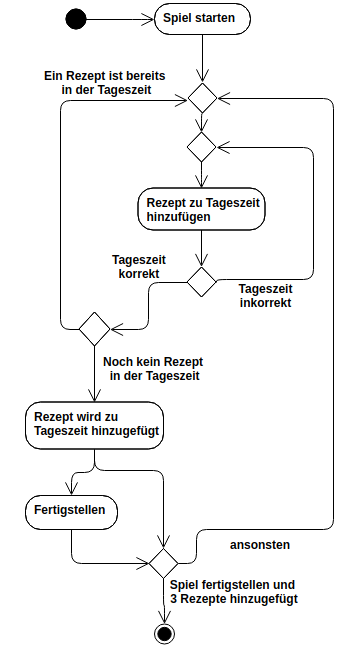 Spiel starten
Ein Rezept ist bereits
in der Tageszeit
Rezept zu Tageszeit
hinzufügen
Tageszeit
korrekt
Tageszeit
inkorrekt
Noch kein Rezept
in der Tageszeit
Rezept wird zu
Tageszeit hinzugefügt
Fertigstellen
ansonsten
Spiel fertigstellen und
3 Rezepte hinzugefügt